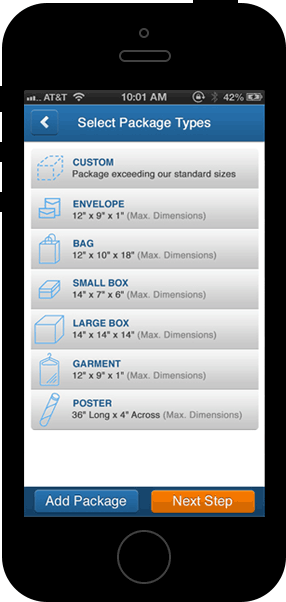 AT&T 10:01 AM 42%
Select Package Types
CUSTOM
Package exceeding our standard sizes
ENVELOPE
12" x 9" x 1" (Max. Dimensions)
BAG
12" x 10" x 18" (Max. Dimensions)
SMALL BOX
14" x 7" x 6" (Max. Dimensions)
LARGE BOX
14" x 14" x 14" (Max. Dimensions)
GARMENT
12" x 9" x 1" (Max. Dimensions)
POSTER
36" Long x 4" Across (Max. Dimensions)
Add Package Next Step